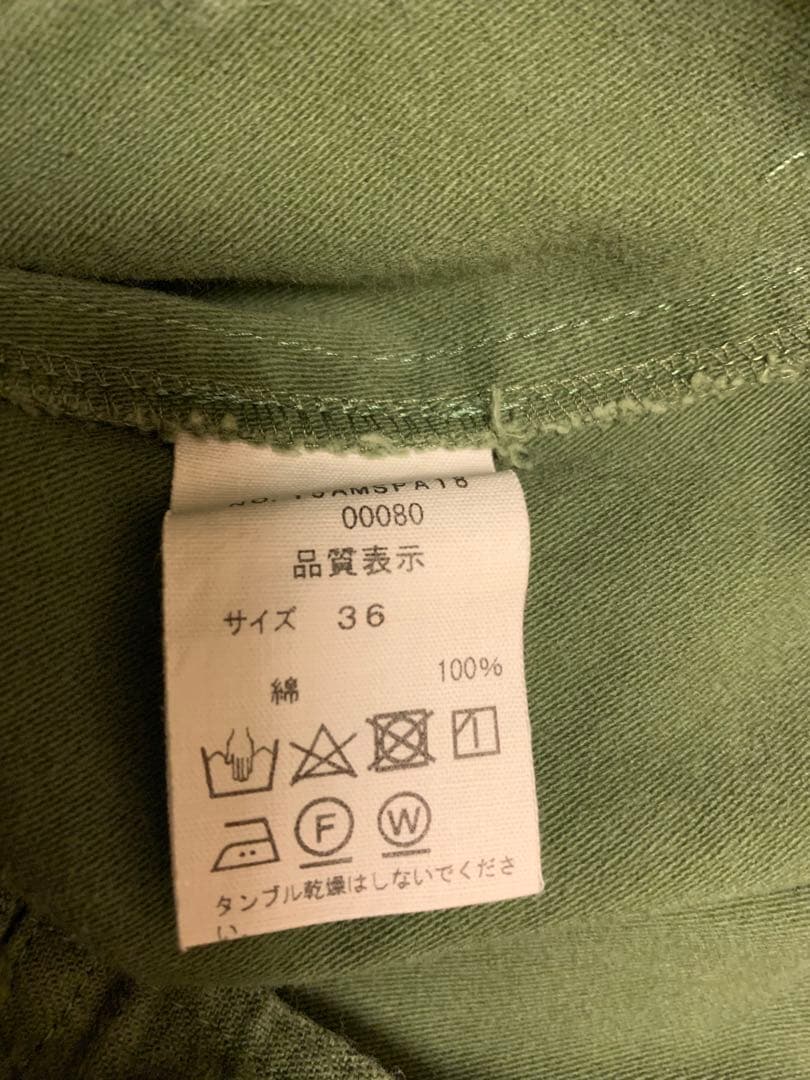 00080
品質表示
サイズ 36
綿 100%
F W
タンブル乾燥はしないでくださ
い